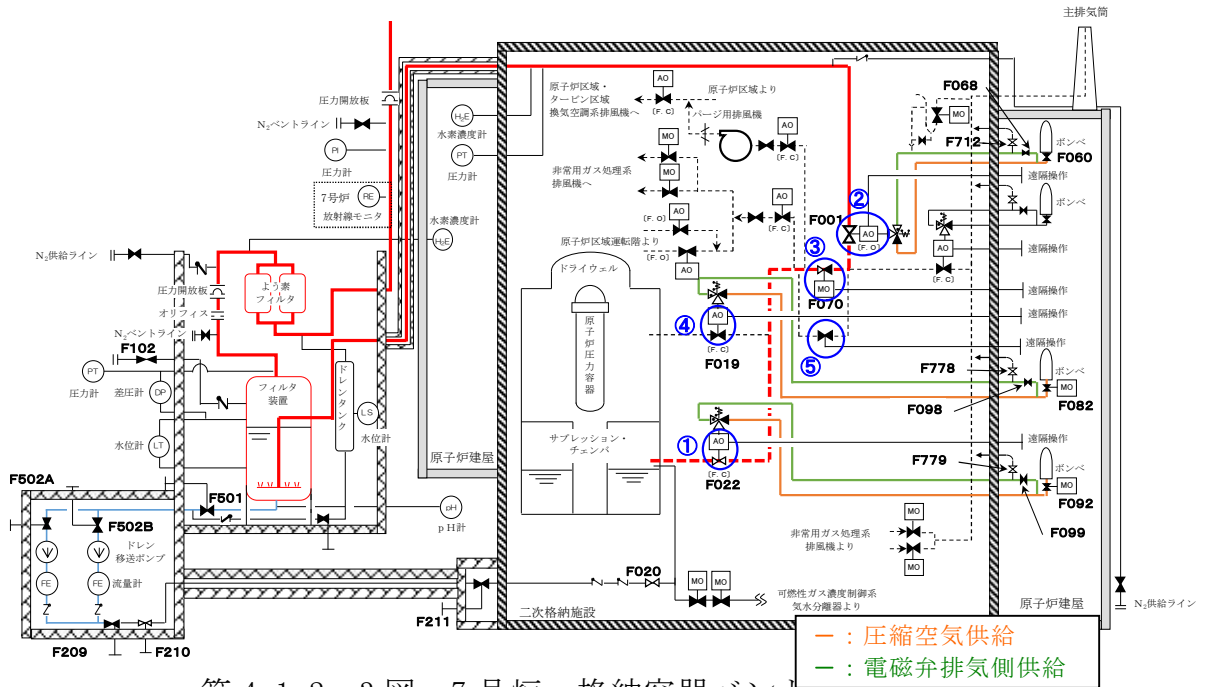 主排気筒
圧力開放板
N₂ベントライン
PI
圧力計
7号炉
放射線モニタ
RE
H₂E
水素濃度計
PT
圧力計
水素濃度計
H₂E
原子炉区域・
タービン区域
換気空調系排風機へ
AO
(F. C)
原子炉区域より
パージ用排風機
AO
(F. C)
MO
非常用ガス処理系
排風機へ
MO
AO
(F. C)
AO
(F. O)
原子炉区域運転階より
(F. O)
AO
F001
②
AO
(F. O)
MO
F068
F712
ボンベ
F060
遠隔操作
ボンベ
AO
(F. C)
遠隔操作
③
MO
F070
遠隔操作
④
AO
(F. C)
F019
遠隔操作
⑤
遠隔操作
F778
ボンベ
MO
F098
F082
①
AO
(F. C)
F022
遠隔操作
F779
ボンベ
MO
F092
F099
ドライウェル
原子炉圧力容器
サプレッション・
チェンバ
N₂供給ライン
圧力開放板
オリフィス
よう素
フィルタ
N₂ベントライン
F102
PT
圧力計
差圧計
DP
フィルタ
装置
ドレンタンク
LS
水位計
水位計
LT
原子炉建屋
F502A
F501
F502B
pH
pH計
ドレン
移送ポンプ
FE
FE
流量計
F209
F210
F211
F020
MO
MO
非常用ガス処理系
排風機より
MO
MO
可燃性ガス濃度制御系
気水分離器より
二次格納施設
原子炉建屋
N₂供給ライン
ー：圧縮空気供給
ー：電磁弁排気側供給